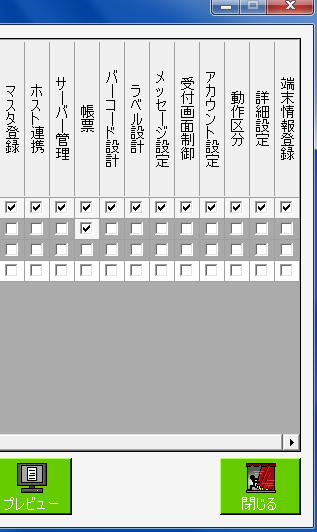 マスタ登録
ホスト連携
サーバー管理
帳票
バーコード設計
ラベル設計
メッセージ設定
受付画面制御
アカウント設定
動作区分
詳細設定
端末情報登録
プレビュー
閉じる